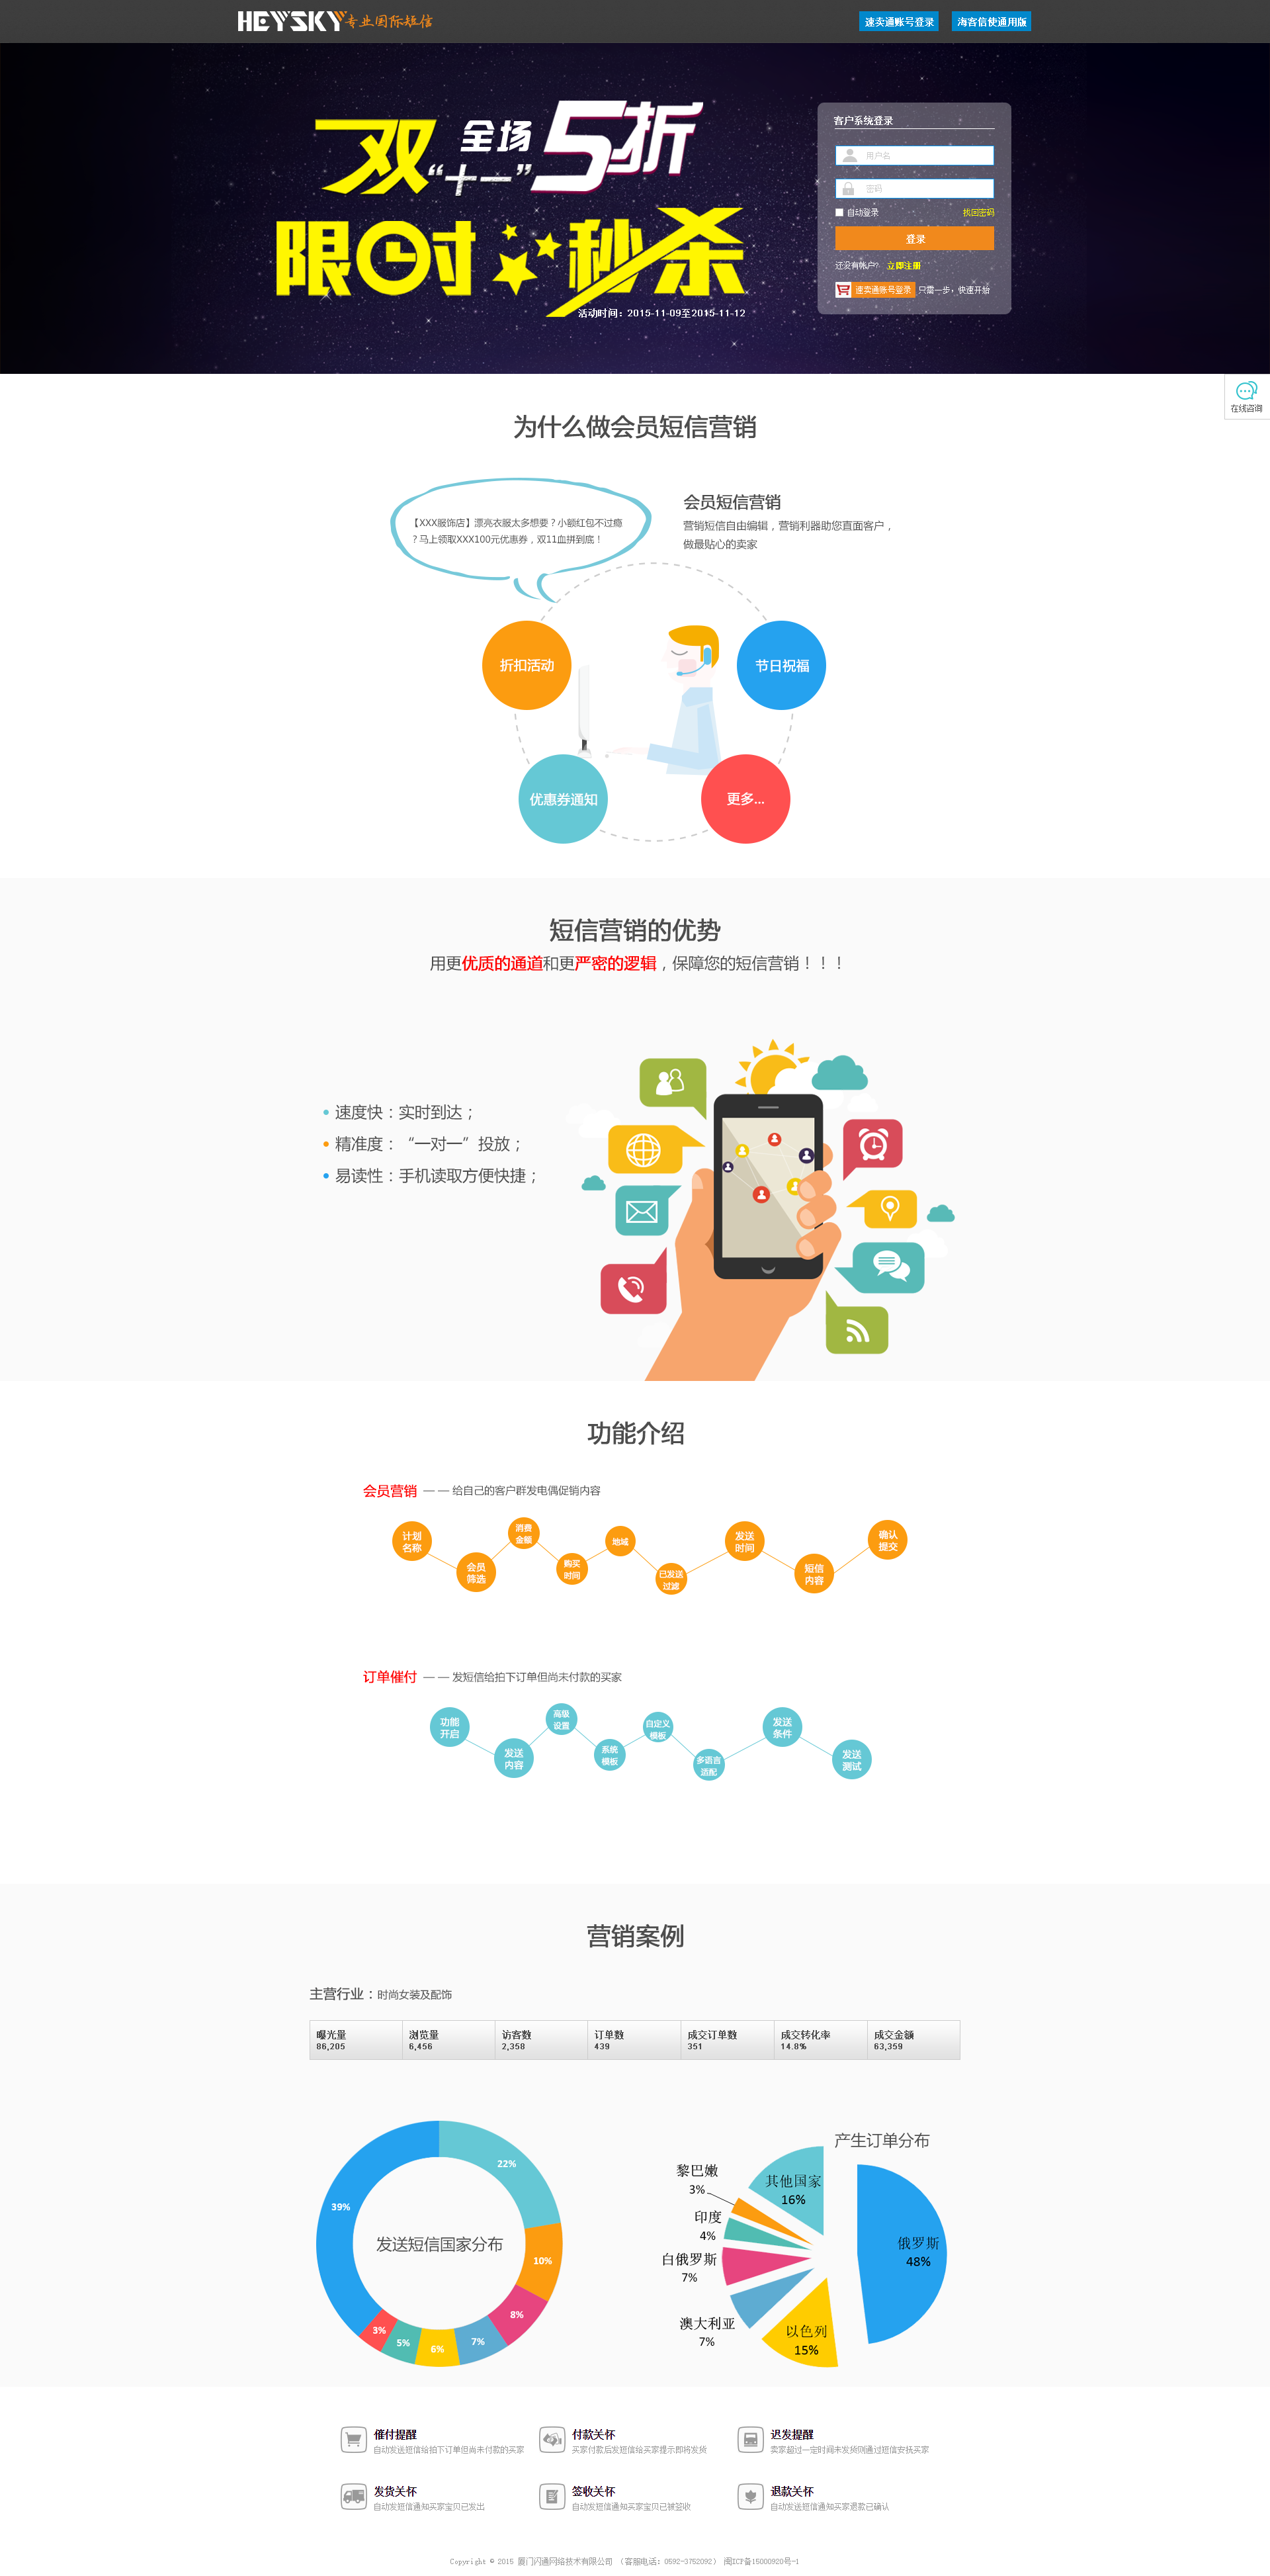 HEYSKY 专业国际短信
速卖通账号登录 海客信使通用版
双“十一”全场5折
限时秒杀
活动时间：2015-11-09至2015-11-12
客户系统登录
用户名
密码
自动登录 找回密码
登录
还没有帐户? 立即注册
速卖通账号登录 只需一步，快速开始
在线咨询
为什么做会员短信营销
【XXX服饰店】漂亮衣服太多想要？小额红包不过瘾
？马上领取XXX100元优惠券，双11血拼到底！
会员短信营销
营销短信自由编辑，营销利器助您直面客户，
做最贴心的卖家
折扣活动
节日祝福
优惠券通知
更多...
短信营销的优势
用更优质的通道和更严密的逻辑，保障您的短信营销！！！
速度快：实时到达；
精准度：“一对一”投放；
易读性：手机读取方便快捷；
功能介绍
会员营销 — — 给自己的客户群发电偶促销内容
计划
名称
会员
筛选
消费
金额
购买
时间
地域
已发送
过滤
发送
时间
短信
内容
确认
提交
订单催付 — — 发短信给拍下订单但尚未付款的买家
功能
开启
发送
内容
高级
设置
系统
模板
自定义
模板
多语言
适配
发送
条件
发送
测试
营销案例
主营行业：时尚女装及配饰
曝光量 浏览量 访客数 订单数 成交订单数 成交转化率 成交金额
86,205 6,456 2,358 439 351 14.8% 63,359
发送短信国家分布
22%
10%
8%
7%
6%
5%
3%
39%
产生订单分布
黎巴嫩
3%
其他国家
16%
印度
4%
白俄罗斯
7%
澳大利亚
7%
以色列
15%
俄罗斯
48%
催付提醒
自动发送短信给拍下订单但尚未付款的买家
付款关怀
买家付款后发短信给买家提示即将发货
迟发提醒
卖家超过一定时间未发货则通过短信安抚买家
发货关怀
自动发短信通知买家宝贝已发出
签收关怀
自动发短信通知买家宝贝已被签收
退款关怀
自动发送短信通知买家退款已确认
Copyright © 2015 厦门闪通网络技术有限公司 （客服电话：0592-3752092） 闽ICP备15000920号-1